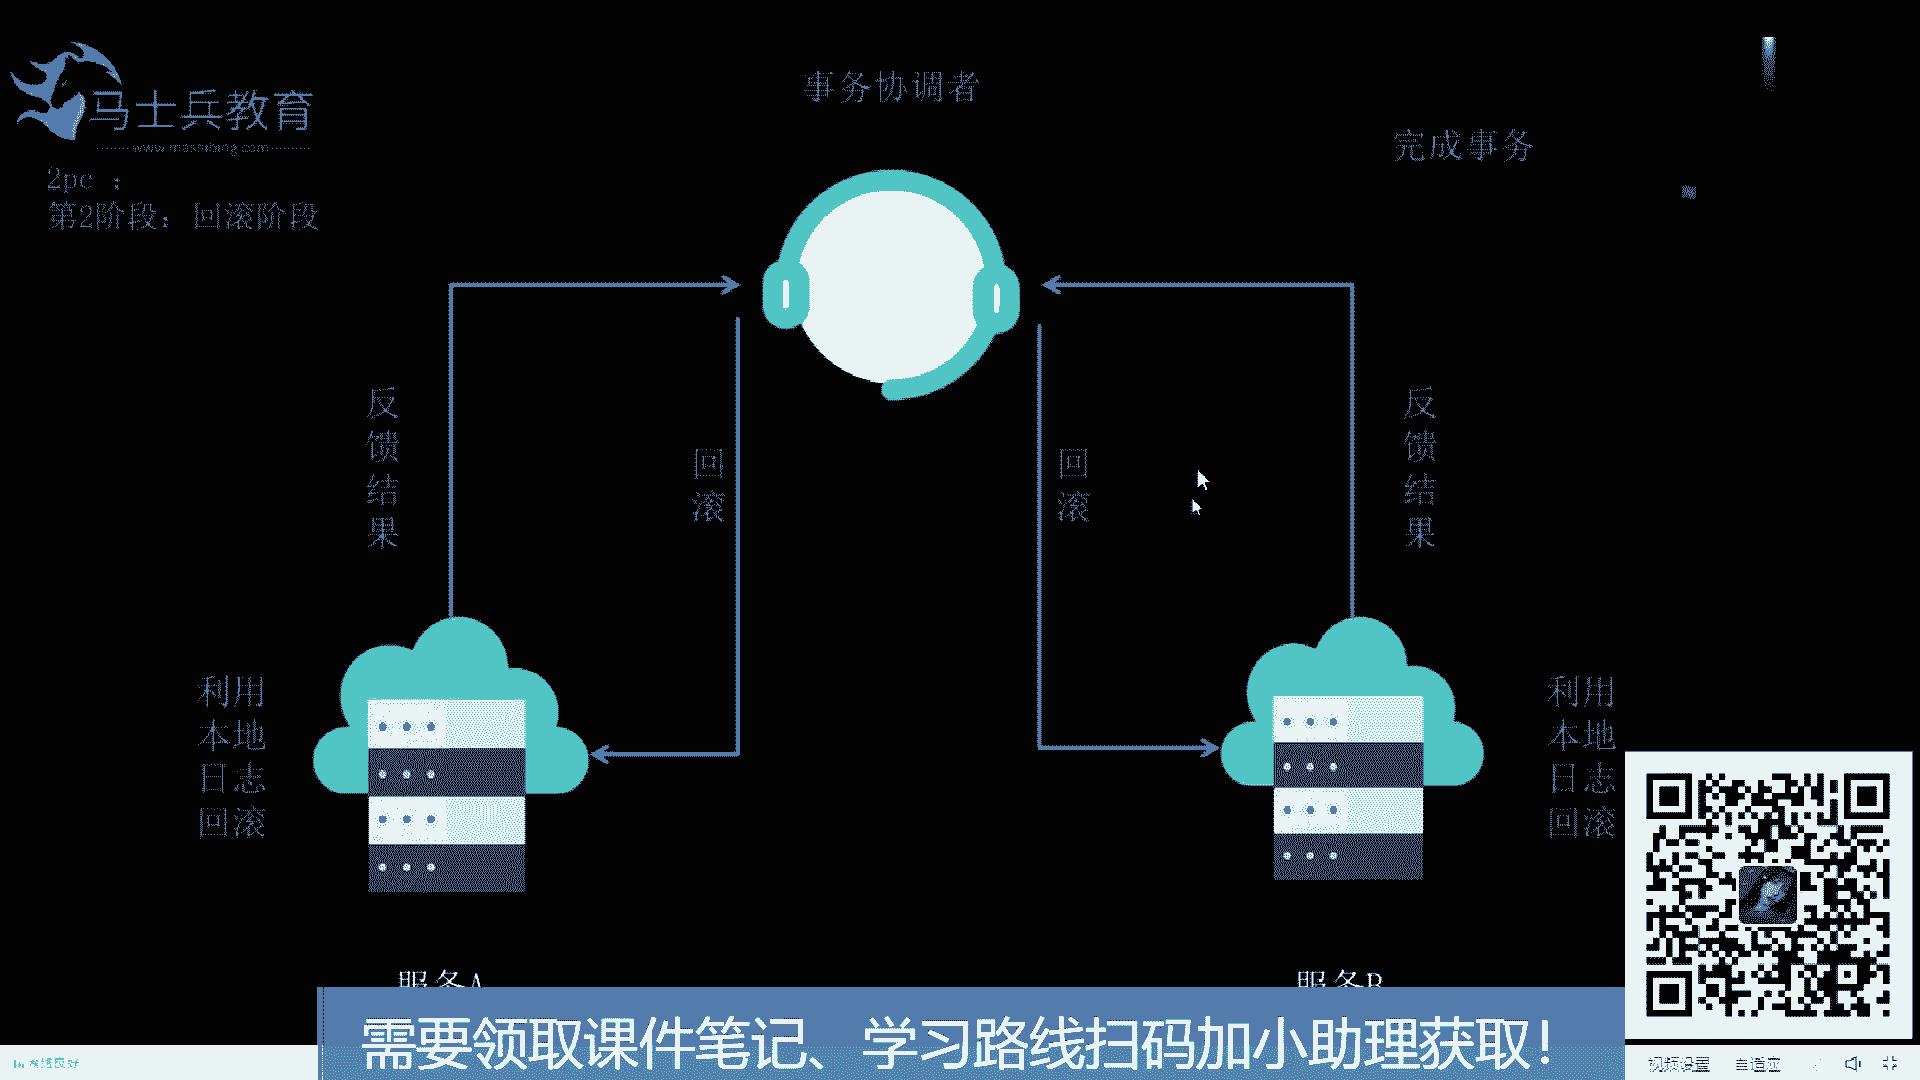 事务协调者
马士兵教育
www.mashibing.com
完成事务
2pc :
第2阶段：回滚阶段
反馈结果
回滚
回滚
反馈结果
利用
本地
日志
回滚
利用
本地
日志
回滚
服务A
服务B
需要领取课件笔记、学习路线扫码加小助理获取！
视频设置
自适应